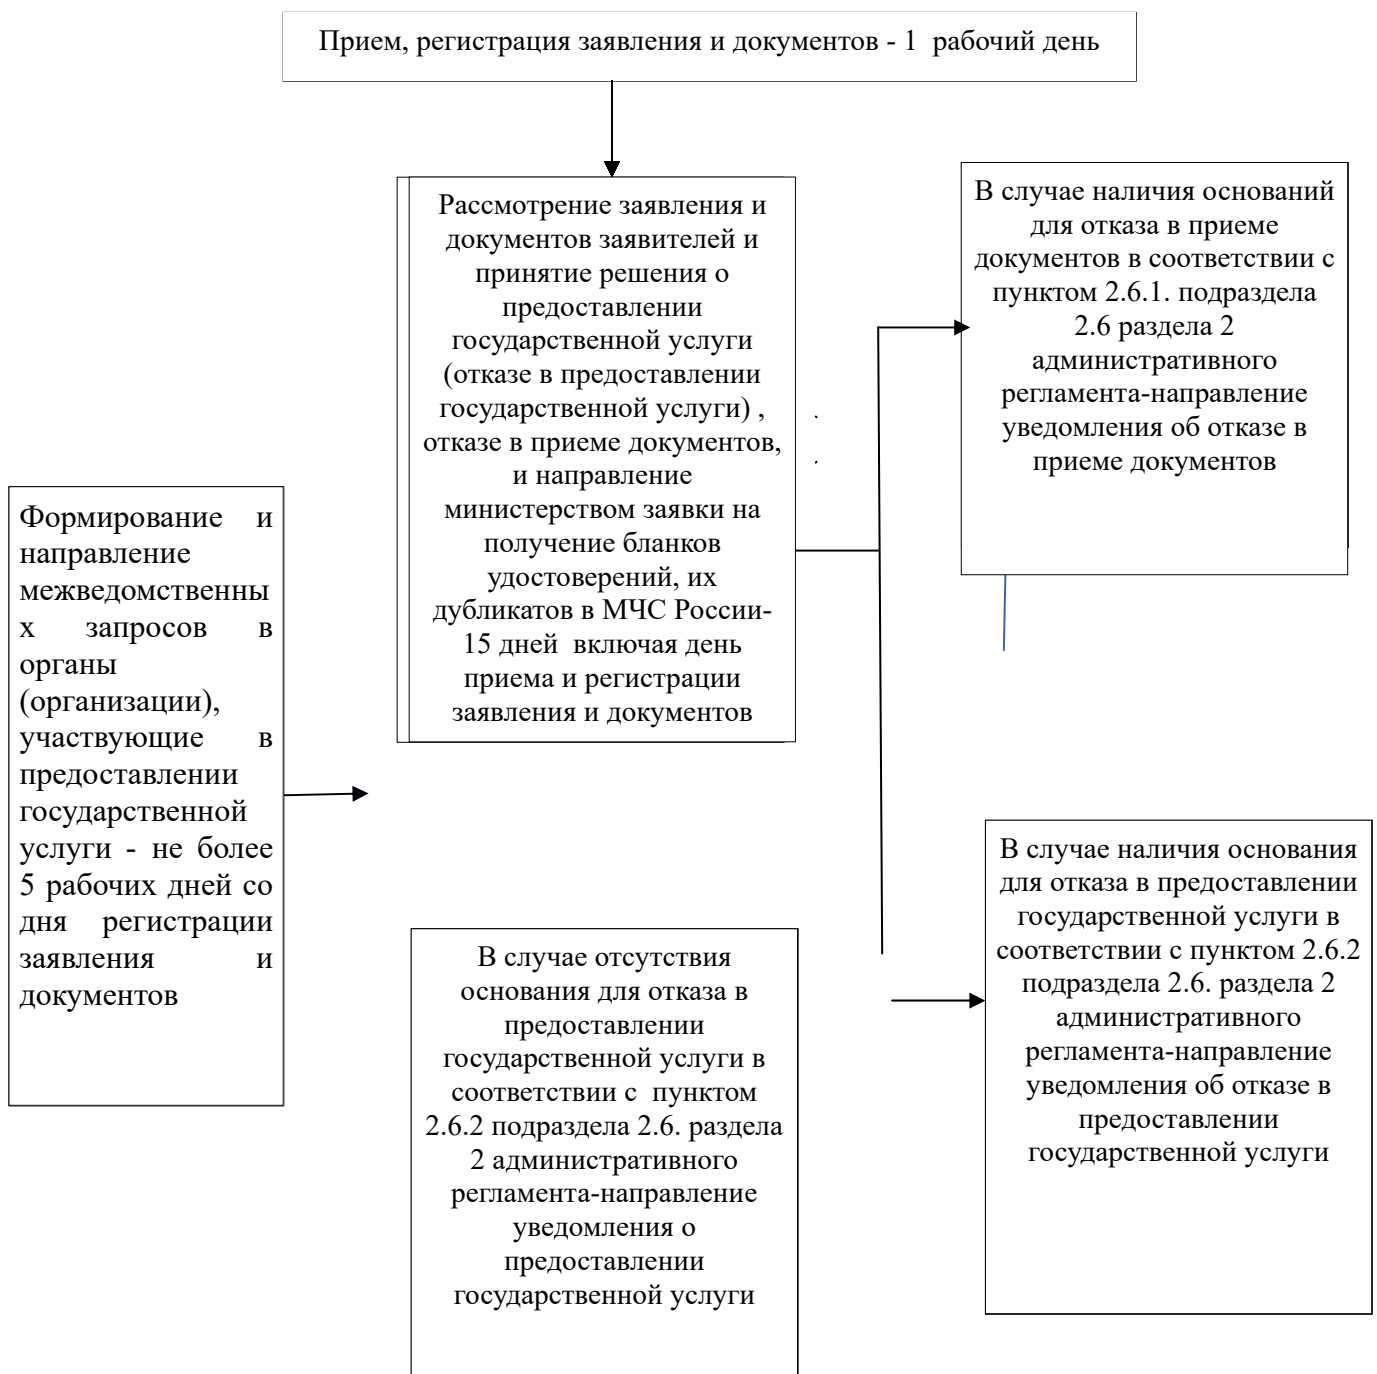 Прием, регистрация заявления и документов - 1 рабочий день
Рассмотрение заявления и
документов заявителей и
принятие решения о
предоставлении
государственной услуги
(отказе в предоставлении
государственной услуги) ,
отказе в приеме документов,
и направление
министерством заявки на
получение бланков
удостоверений, их
дубликатов в МЧС России-
15 дней включая день
приема и регистрации
заявления и документов
В случае наличия оснований
для отказа в приеме
документов в соответствии с
пунктом 2.6.1. подраздела
2.6 раздела 2
административного
регламента-направление
уведомления об отказе в
приеме документов
Формирование и
направление
межведомственны
х запросов в
органы
(организации),
участвующие в
предоставлении
государственной
услуги - не более
5 рабочих дней со
дня регистрации
заявления и
документов
В случае отсутствия
основания для отказа в
предоставлении
государственной услуги в
соответствии с пунктом
2.6.2 подраздела 2.6. раздела
2 административного
регламента-направление
уведомления о
предоставлении
государственной услуги
В случае наличия основания
для отказа в предоставлении
государственной услуги в
соответствии с пунктом 2.6.2
подраздела 2.6. раздела 2
административного
регламента-направление
уведомления об отказе в
предоставлении
государственной услуги